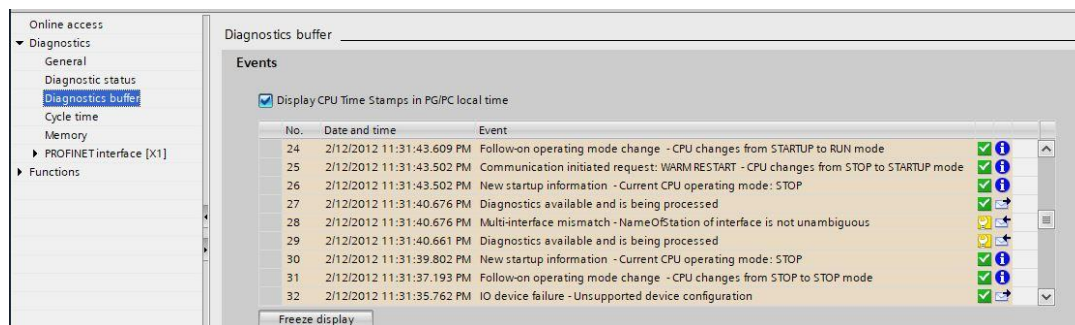 Online access
Diagnostics
General
Diagnostic status
Diagnostics buffer
Cycle time
Memory
PROFINET interface [X1]
Functions
Diagnostics buffer
Events
Display CPU Time Stamps in PG/PC local time
No. Date and time Event
24 2/12/2012 11:31:43.609 PM Follow-on operating mode change - CPU changes from STARTUP to RUN mode
25 2/12/2012 11:31:43.502 PM Communication initiated request: WARM RESTART - CPU changes from STOP to STARTUP mode
26 2/12/2012 11:31:43.502 PM New startup information - Current CPU operating mode: STOP
27 2/12/2012 11:31:40.676 PM Diagnostics available and is being processed
28 2/12/2012 11:31:40.676 PM Multi-interface mismatch - NameOfStation of interface is not unambiguous
29 2/12/2012 11:31:40.661 PM Diagnostics available and is being processed
30 2/12/2012 11:31:39.802 PM New startup information - Current CPU operating mode: STOP
31 2/12/2012 11:31:37.193 PM Follow-on operating mode change - CPU changes from STOP to STOP mode
32 2/12/2012 11:31:35.762 PM IO device failure - Unsupported device configuration
Freeze display